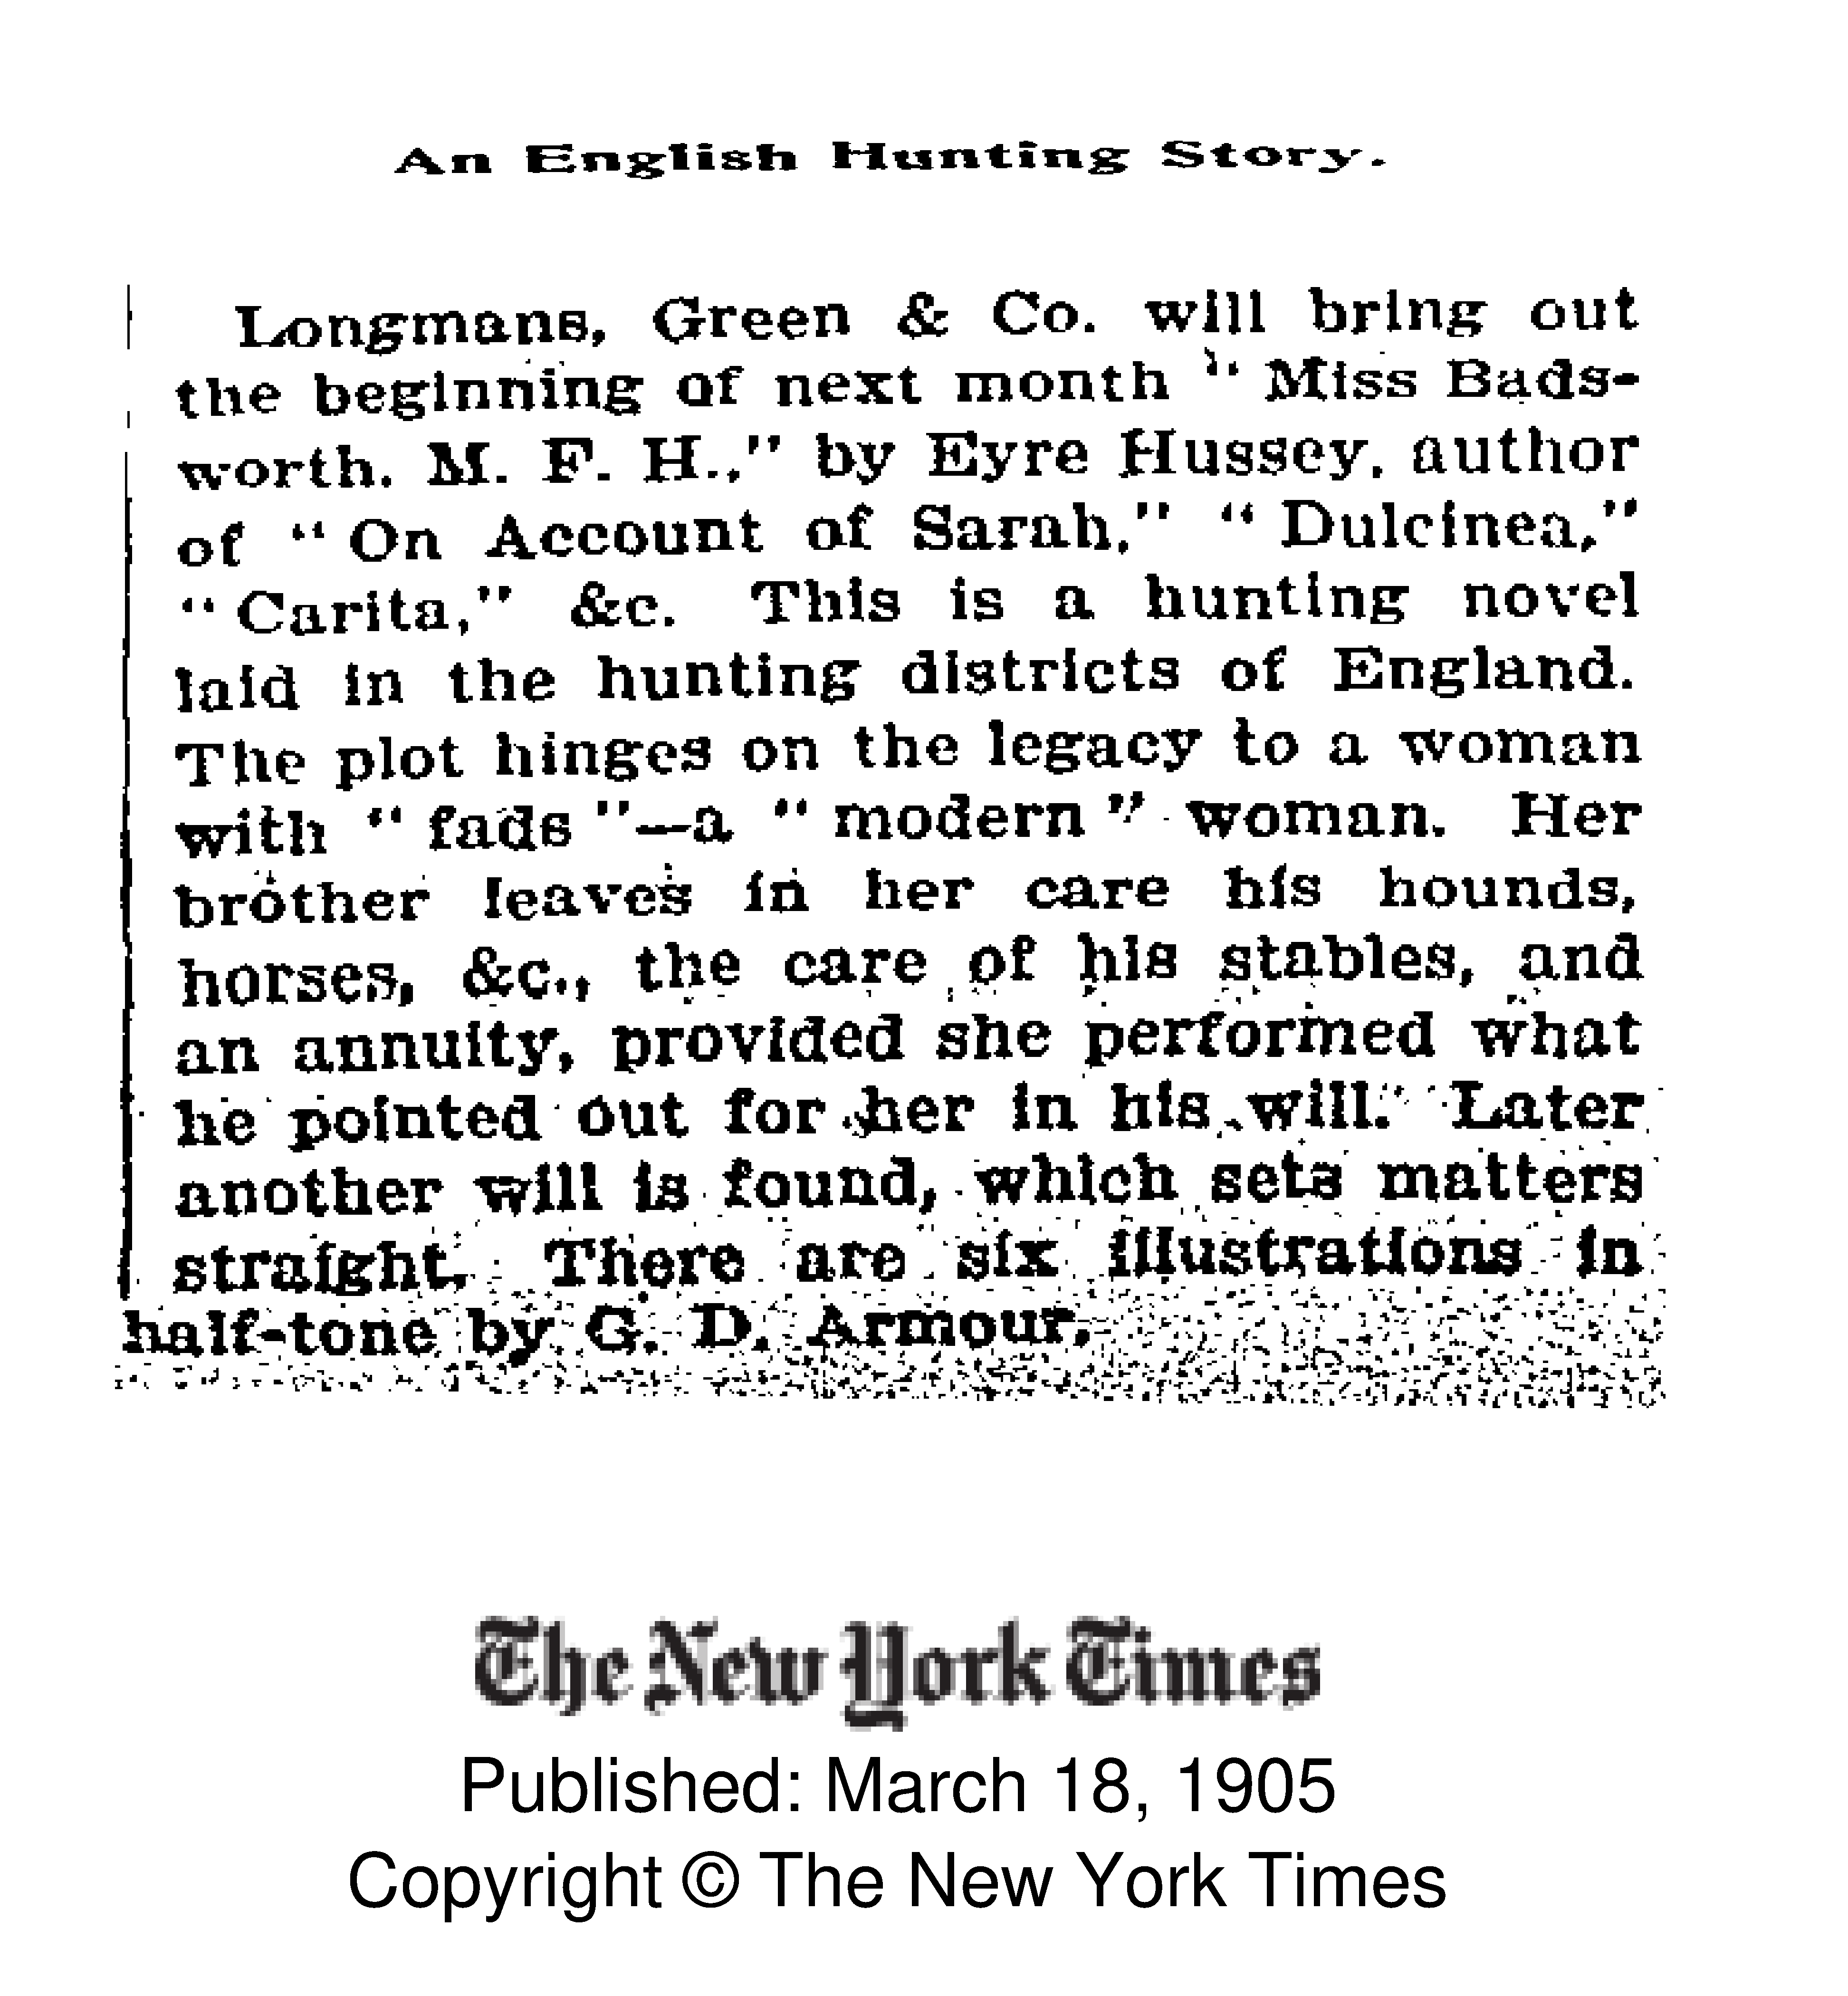 An English Hunting Story.
Longmans, Green & Co. will bring out
the beginning of next month "Miss Bads-
worth. M. F. H.," by Eyre Hussey, author
of "On Account of Sarah," "Dulcinea,"
"Carita," &c. This is a hunting novel
laid in the hunting districts of England.
The plot hinges on the legacy to a woman
with "fads"—a "modern" woman. Her
brother leaves in her care his hounds,
horses, &c., the care of his stables, and
an annuity, provided she performed what
he pointed out for her in his will. Later
another will is found, which sets matters
straight. There are six illustrations in
half-tone by G. D. Armour.
The New York Times
Published: March 18, 1905
Copyright © The New York Times